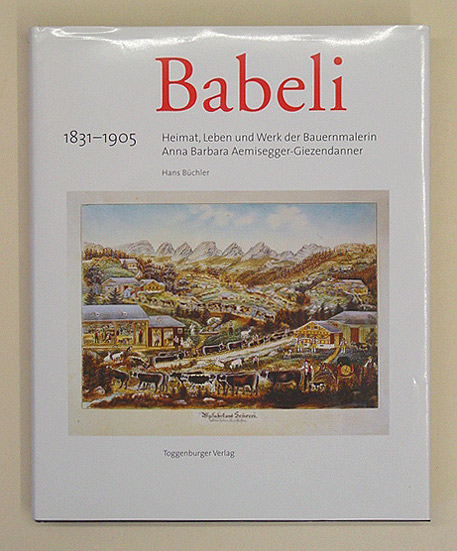 Babeli
1831–1905
Heimat, Leben und Werk der Bauernmalerin
Anna Barbara Aemisegger-Giezendanner
Hans Büchler
Toggenburger Verlag